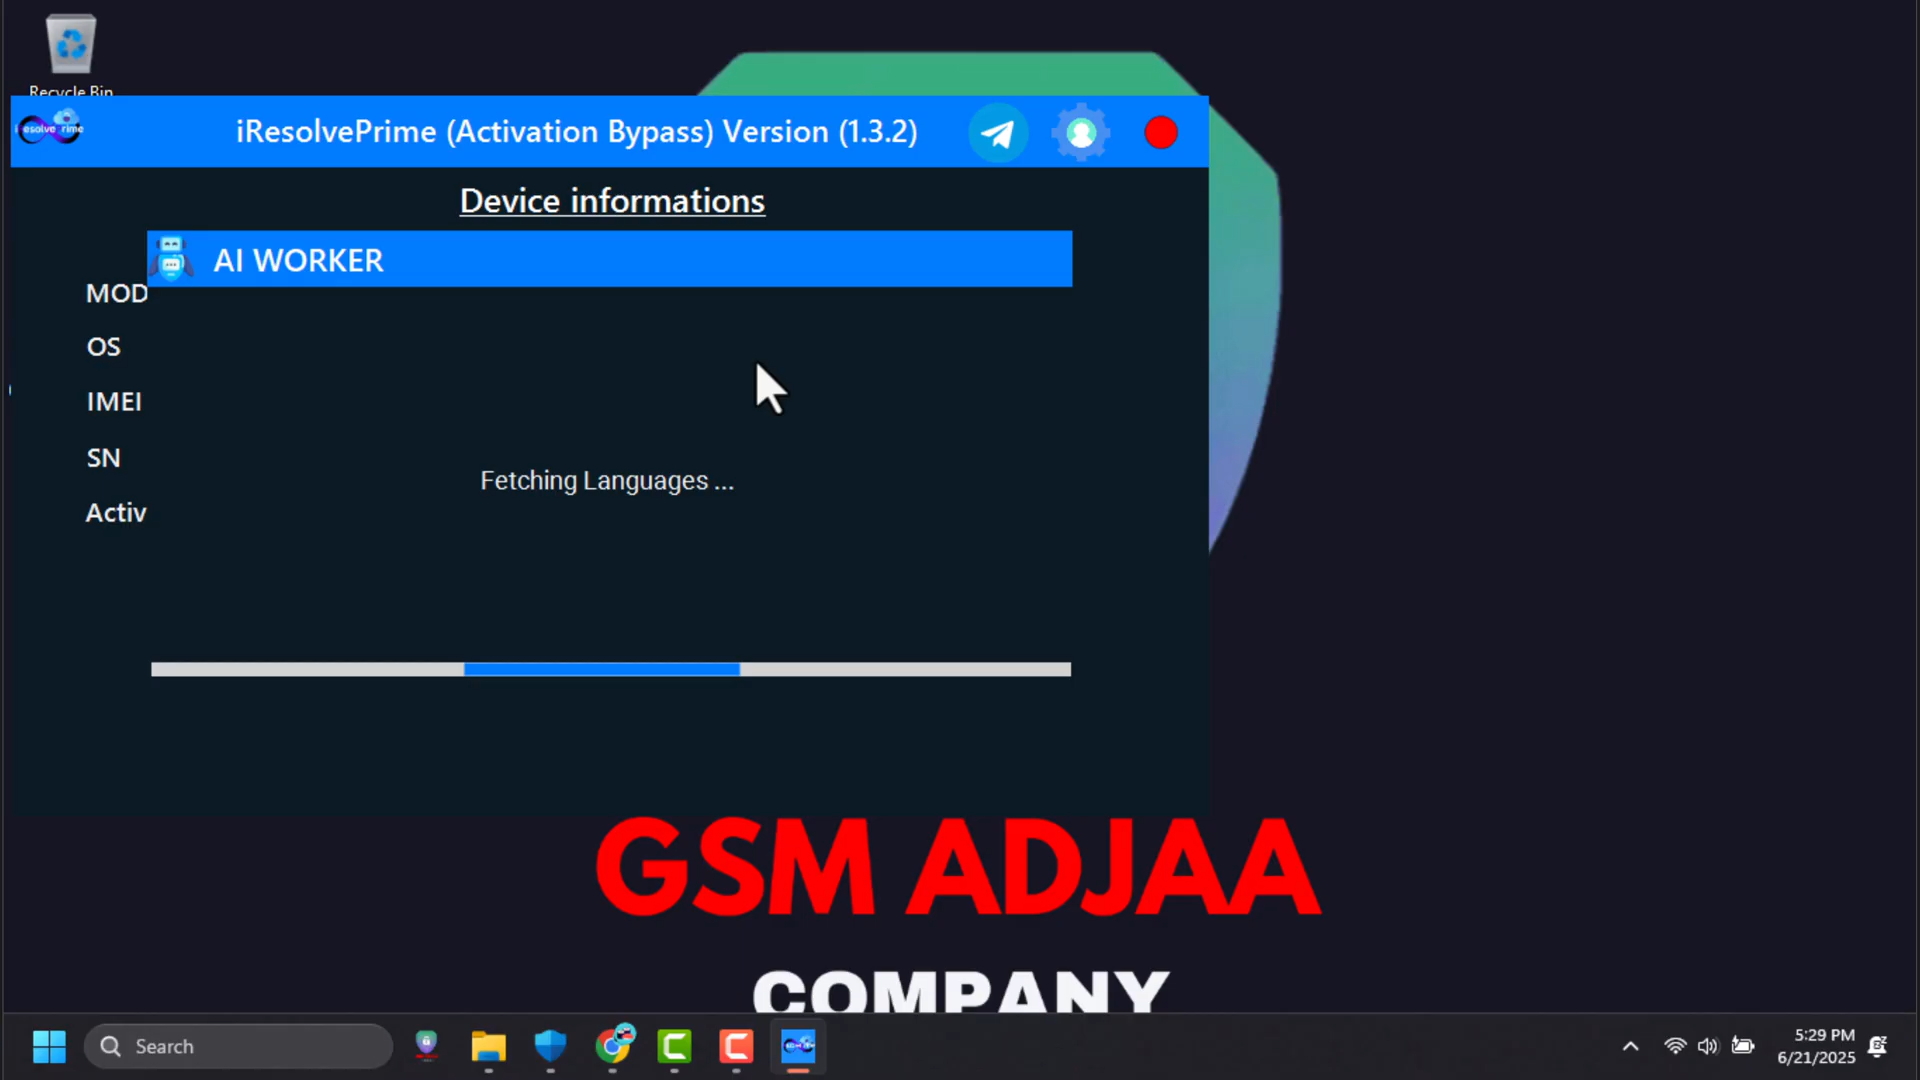 Recycle Bin
iResolvePrime (Activation Bypass) Version (1.3.2)
Device informations
AI WORKER
MOD
OS
IMEI
SN
Activ
Fetching Languages ...
GSM ADJAA
COMPANY
Search
5:29 PM
6/21/2025